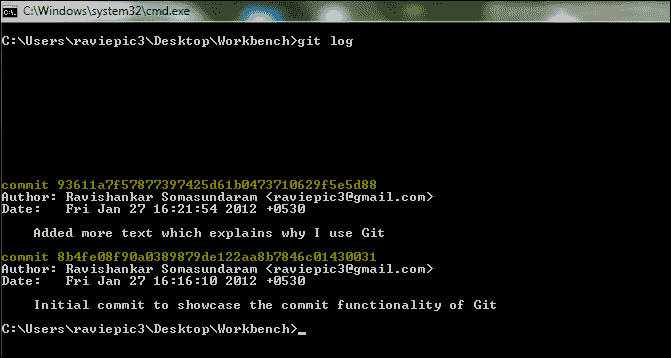 C:\Windows\system32\cmd.exe
C:\Users\raviepic3\Desktop\Workbench>git log
commit 93611a7f57877397425d61b0473710629f5e5d88
Author: Ravishankar Somasundaram <raviepic3@gmail.com>
Date:   Fri Jan 27 16:21:54 2012 +0530
Added more text which explains why I use Git
commit 8b4fe08f90a0389879de122aa8b7846c01430031
Author: Ravishankar Somasundaram <raviepic3@gmail.com>
Date:   Fri Jan 27 16:16:10 2012 +0530
Initial commit to showcase the commit functionality of Git
C:\Users\raviepic3\Desktop\Workbench>_